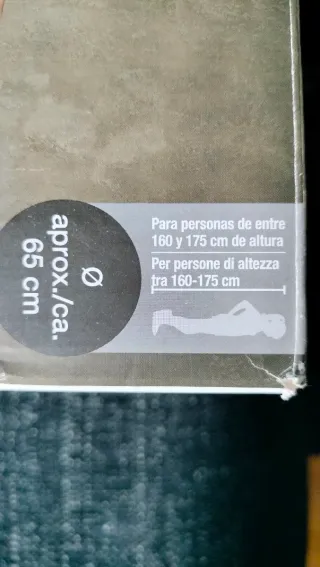 Para personas de entre
160 y 175 cm de altura
Per persone di altezza
tra 160-175 cm
Ø
aprox./ca.
65 cm